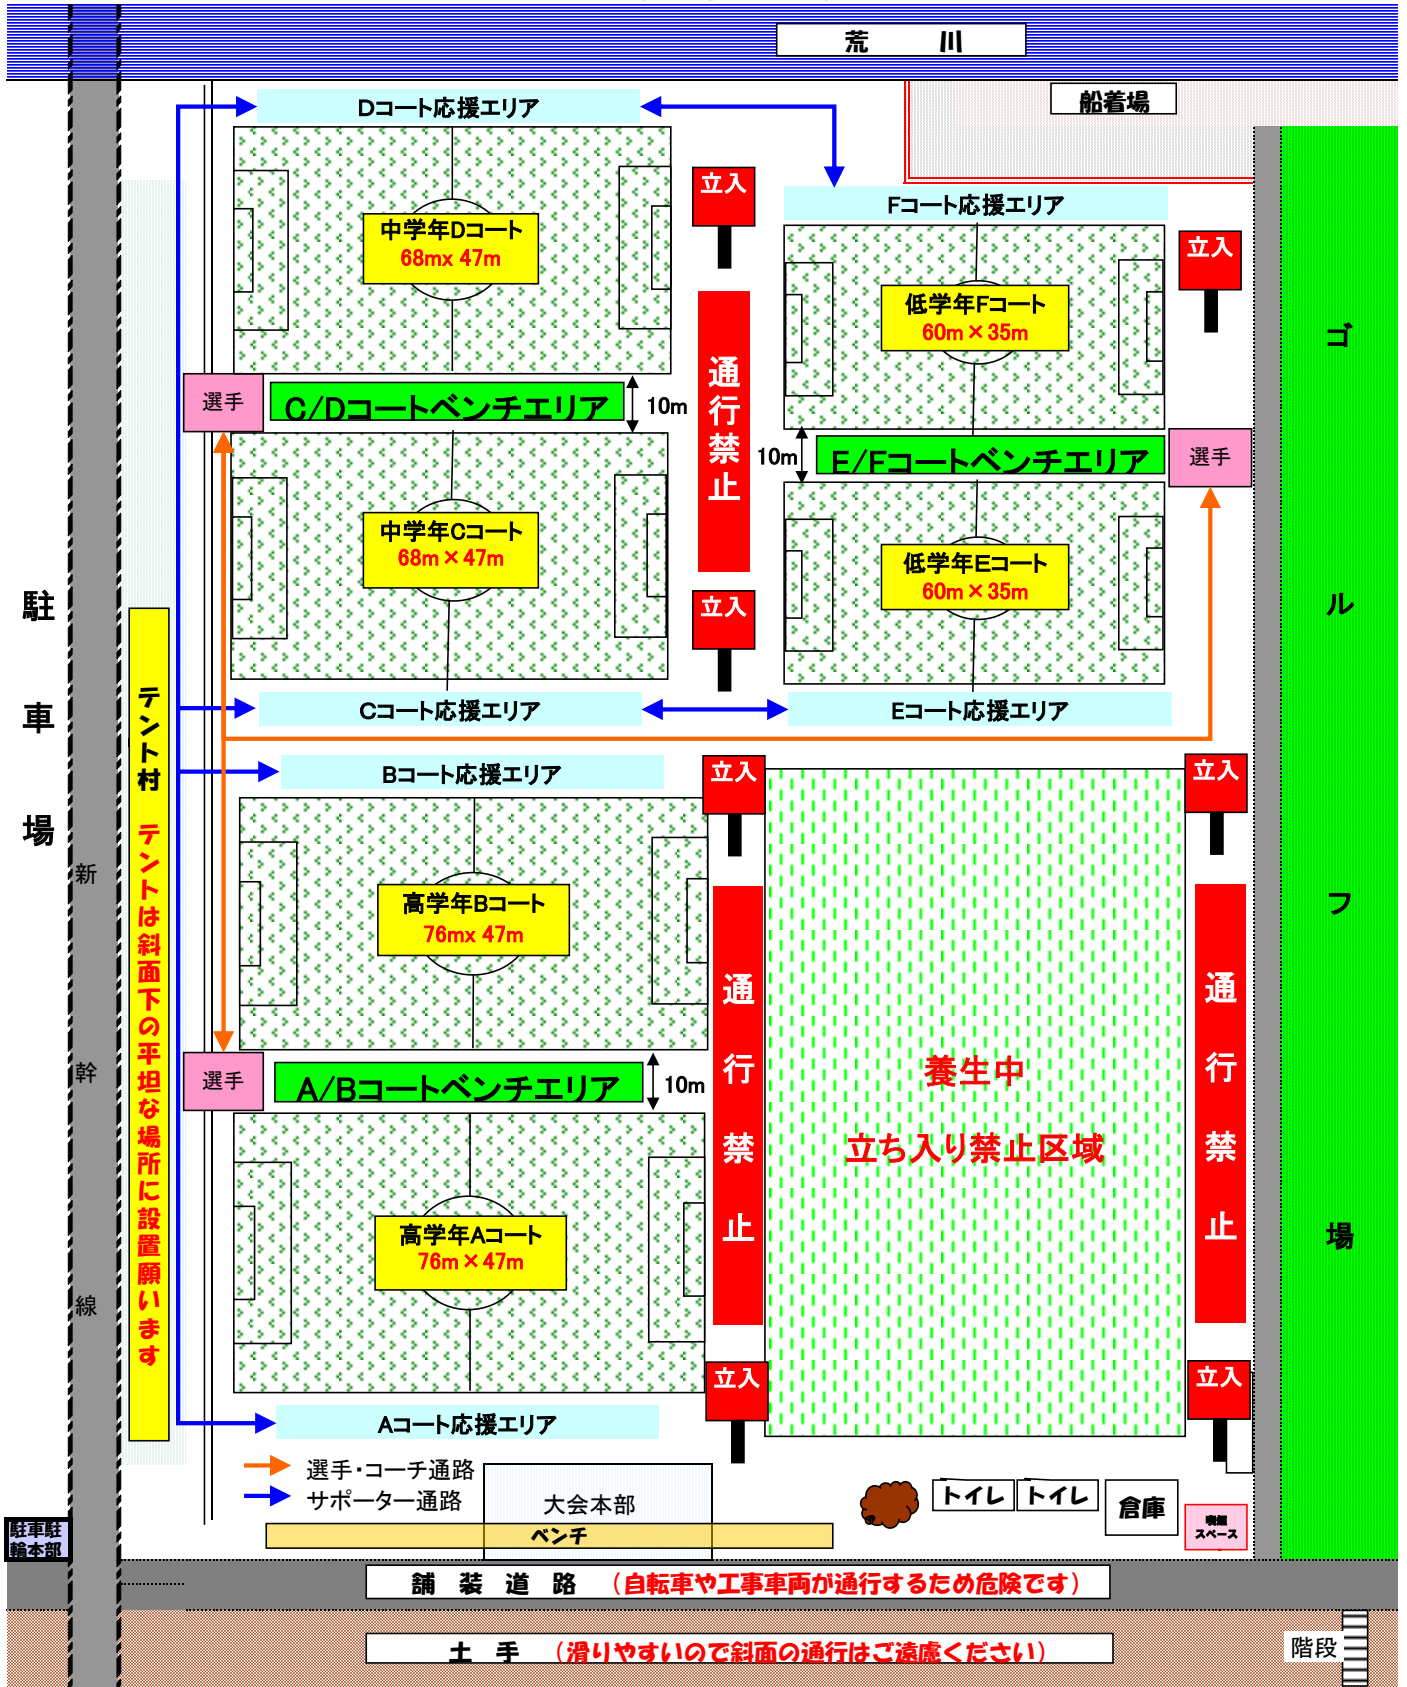 荒　川
船着場
Dコート応援エリア
立入
Fコート応援エリア
中学年Dコート
68mx 47m
立入
低学年Fコート
60m×35m
通行禁止
選手
C/Dコートベンチエリア
10m
10m
E/Fコートベンチエリア
選手
中学年Cコート
68m×47m
低学年Eコート
60m×35m
立入
Cコート応援エリア
Eコート応援エリア
駐車場
新幹線
テント村　テントは斜面下の平坦な場所に設置願います
ゴルフ場
Bコート応援エリア
立入
立入
高学年Bコート
76mx 47m
通行禁止
通行禁止
養生中
立ち入り禁止区域
選手
A/Bコートベンチエリア
10m
高学年Aコート
76m×47m
立入
立入
Aコート応援エリア
選手・コーチ通路
サポーター通路
大会本部
ベンチ
トイレ
トイレ
倉庫
喫煙
スペース
駐車駐
輪本部
舗装道路　（自転車や工事車両が通行するため危険です）
土手　（滑りやすいので斜面の通行はご遠慮ください）
階段